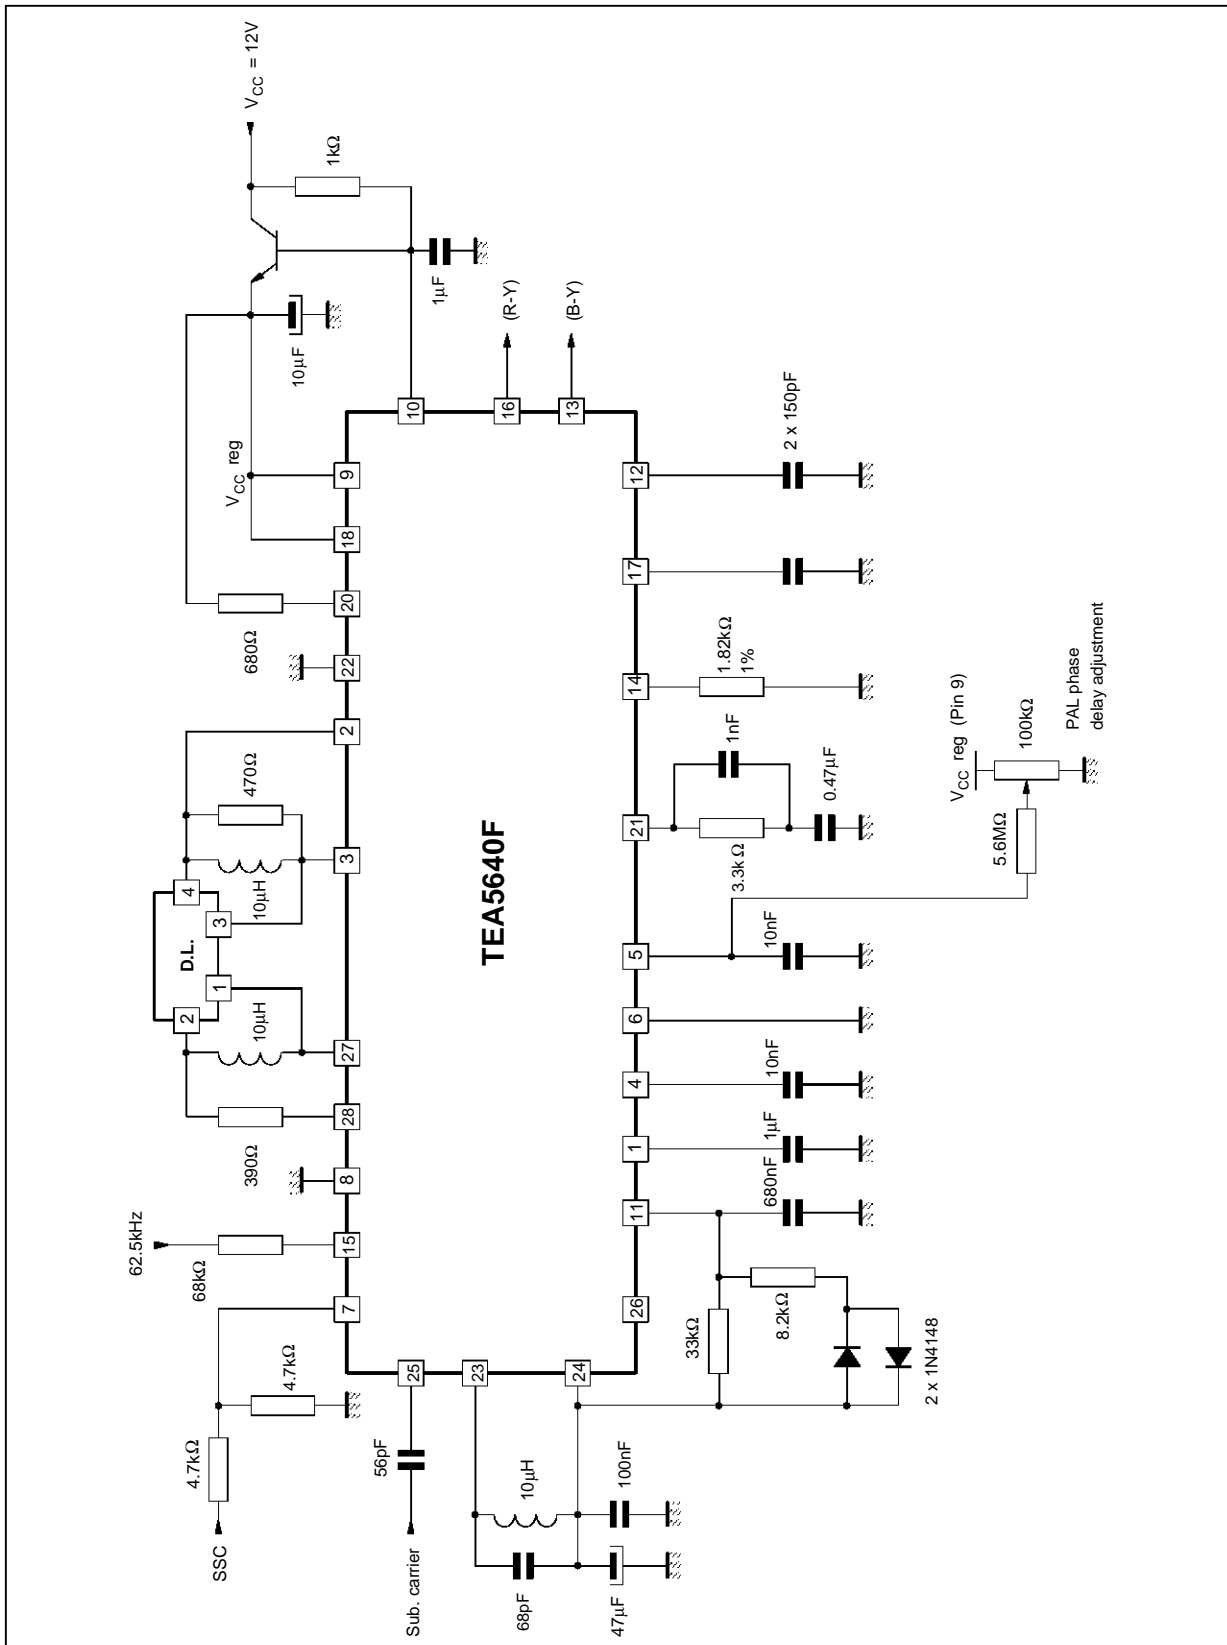 SSC
4.7kΩ
4.7kΩ
62.5kHz
68kΩ
390Ω
10µH
2
1
D.L.
3
4
10µH
470Ω
680Ω
V_CC reg
10µF
1kΩ
V_CC = 12V
1µF
7
15
8
28
27
3
2
22
20
18
9
10
16
(R-Y)
13
(B-Y)
TEA5640F
Sub. carrier
56pF
25
23
24
68pF
10µH
47µF
100nF
26
11
1
4
6
5
21
14
17
12
33kΩ
8.2kΩ
2 x 1N4148
680nF
1µF
10nF
10nF
3.3k Ω
1nF
0.47µF
1.82kΩ
1%
2 x 150pF
5.6MΩ
V_CC reg (Pin 9)
100kΩ
PAL phase
delay adjustment